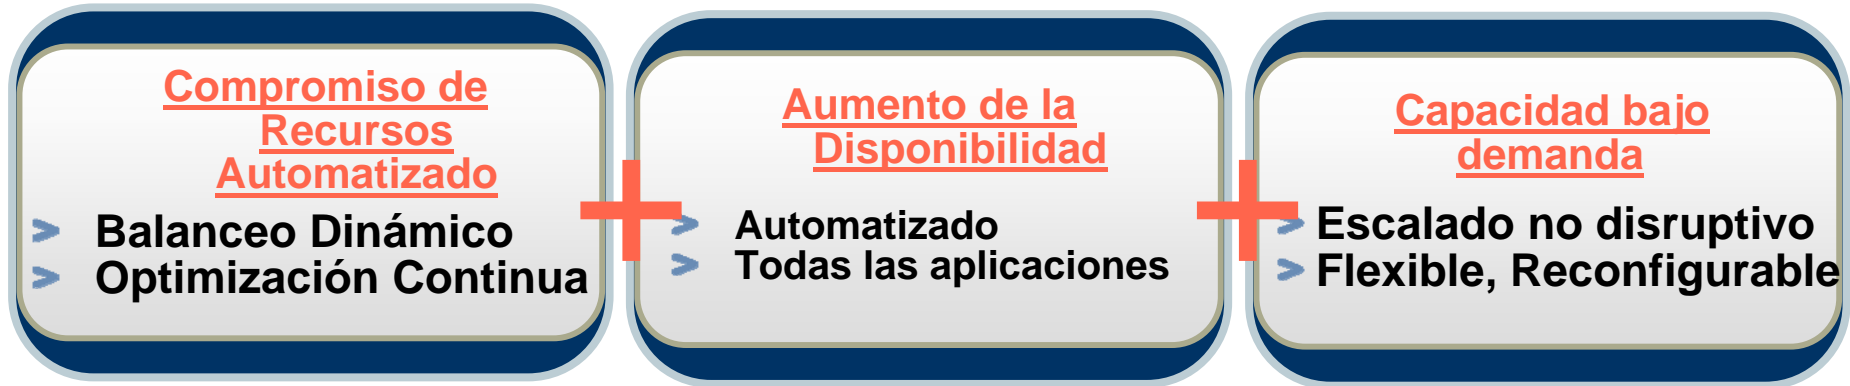 Compromiso de
Recursos
Automatizado
> Balanceo Dinámico
> Optimización Continua
Aumento de la
Disponibilidad
> Automatizado
> Todas las aplicaciones
Capacidad bajo
demanda
> Escalado no disruptivo
> Flexible, Reconfigurable